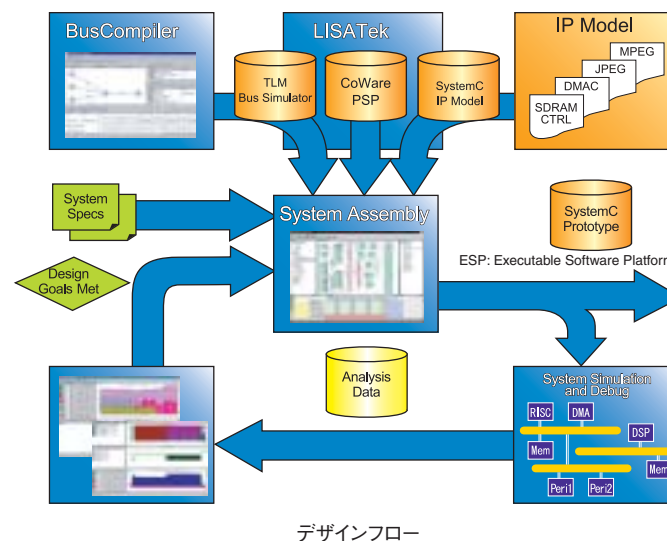 BusCompiler
LISATek
IP Model
TLM
Bus Simulator
CoWare
PSP
SystemC
IP Model
MPEG
JPEG
DMAC
SDRAM
CTRL
System
Specs
System Assembly
SystemC
Prototype
ESP: Executable Software Platform
Design
Goals Met
Analysis
Data
System Simulation
and Debug
RISC
DMA
DSP
Mem
Mem
Peri1
Peri2
デザインフロー